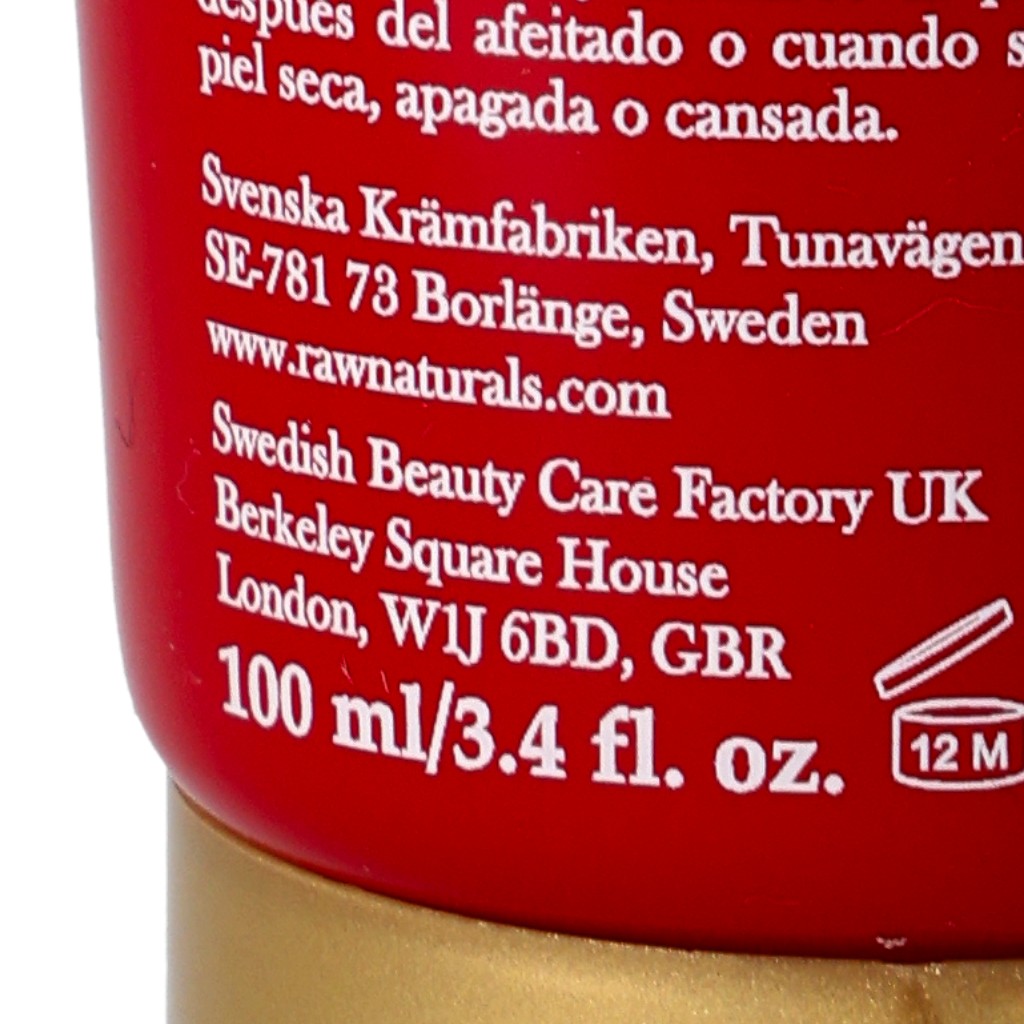 después del afeitado o cuando
piel seca, apagada o cansada.
Svenska Krämfabriken, Tunavägen
SE-781 73 Borlänge, Sweden
www.rawnaturals.com
Swedish Beauty Care Factory UK
Berkeley Square House
London, W1J 6BD, GBR
100 ml/3.4 fl. oz.
12 M